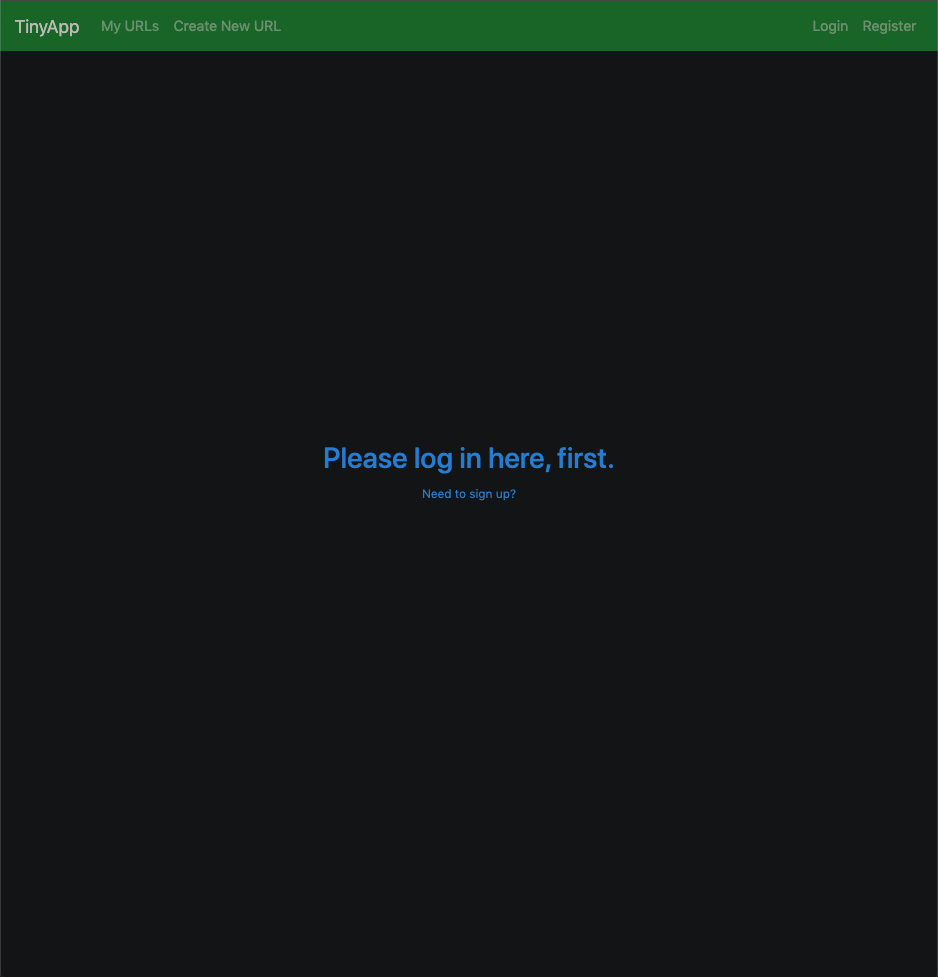 TinyApp My URLs Create New URL Login Register
Please log in here, first.
Need to sign up?